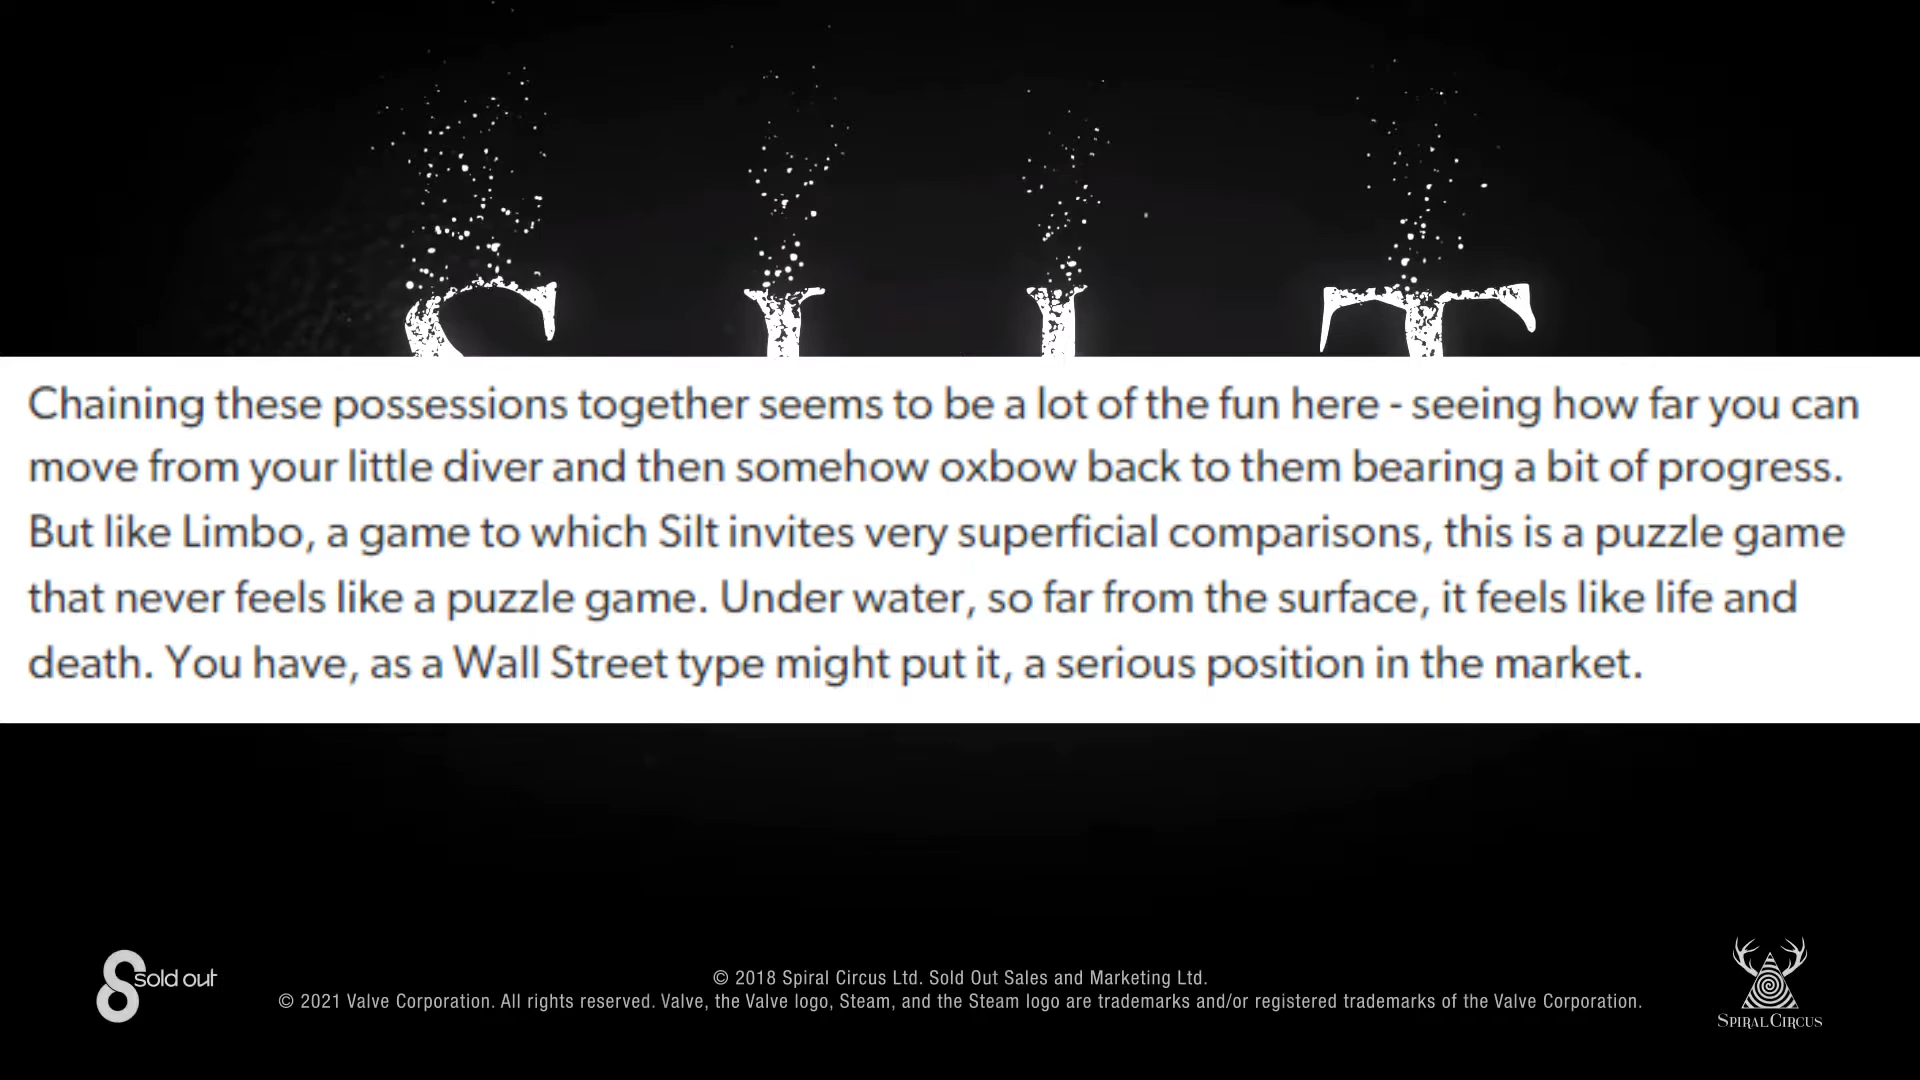 SILT
Chaining these possessions together seems to be a lot of the fun here - seeing how far you can
move from your little diver and then somehow oxbow back to them bearing a bit of progress.
But like Limbo, a game to which Silt invites very superficial comparisons, this is a puzzle game
that never feels like a puzzle game. Under water, so far from the surface, it feels like life and
death. You have, as a Wall Street type might put it, a serious position in the market.
sold out
© 2018 Spiral Circus Ltd. Sold Out Sales and Marketing Ltd.
© 2021 Valve Corporation. All rights reserved. Valve, the Valve logo, Steam, and the Steam logo are trademarks and/or registered trademarks of the Valve Corporation.
SPIRAL CIRCUS